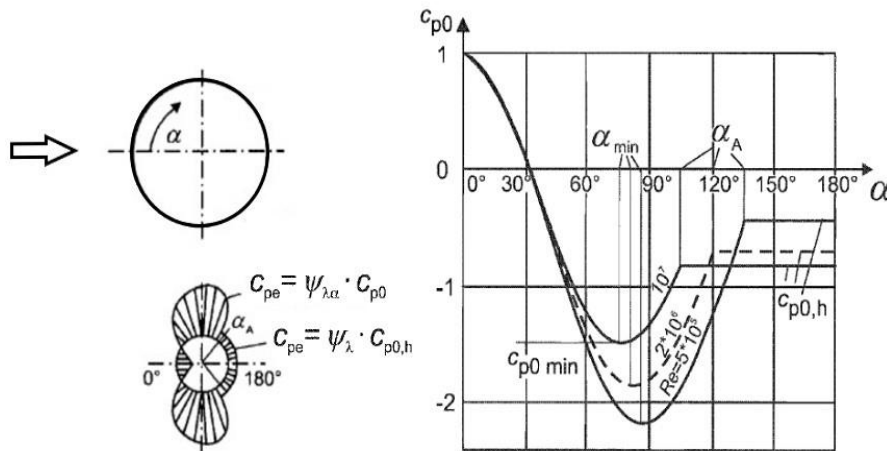 α
c_pe = ψ_λα · c_p0
α_A
c_pe = ψ_λ · c_p0,h
0°
180°
c_p0
1
α_min
α_A
0
0° 30° 60° 90° 120° 150° 180°
α
10⁷
-1
c_p0,h
2*10⁶
c_p0 min
Re=5*10⁵
-2